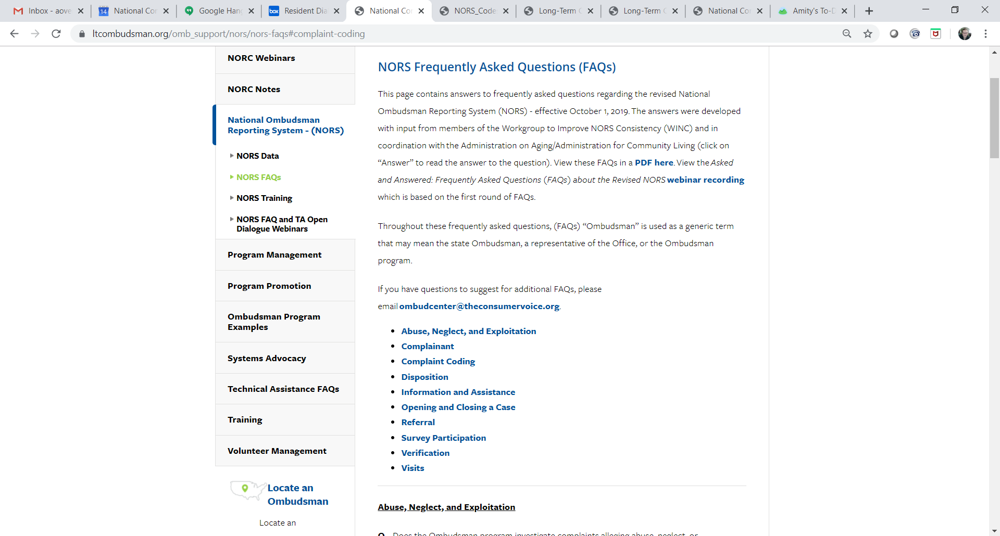 Inbox - aove
14
National Cor
Google Hang
box
Resident Dia
National Co
NORS_Code
Long-Term C
Long-Term C
National Co
Amity's To-D
ltcombudsman.org/omb_support/nors/nors-faqs#complaint-coding
NORC Webinars
NORC Notes
National Ombudsman
Reporting System - (NORS)
NORS Data
NORS FAQs
NORS Training
NORS FAQ and TA Open
Dialogue Webinars
Program Management
Program Promotion
Ombudsman Program
Examples
Systems Advocacy
Technical Assistance FAQs
Training
Volunteer Management
Locate an
Ombudsman
Locate an
NORS Frequently Asked Questions (FAQs)
This page contains answers to frequently asked questions regarding the revised National
Ombudsman Reporting System (NORS) - effective October 1, 2019. The answers were developed
with input from members of the Workgroup to Improve NORS Consistency (WINC) and in
coordination with the Administration on Aging/Administration for Community Living (click on
“Answer” to read the answer to the question). View these FAQs in a PDF here. View the Asked
and Answered: Frequently Asked Questions (FAQs) about the Revised NORS webinar recording
which is based on the first round of FAQs.
Throughout these frequently asked questions, (FAQs) “Ombudsman” is used as a generic term
that may mean the state Ombudsman, a representative of the Office, or the Ombudsman
program.
If you have questions to suggest for additional FAQs, please
email ombudcenter@theconsumervoice.org.
Abuse, Neglect, and Exploitation
Complainant
Complaint Coding
Disposition
Information and Assistance
Opening and Closing a Case
Referral
Survey Participation
Verification
Visits
Abuse, Neglect, and Exploitation
Q Does the Ombudsman program investigate complaints alleging abuse, neglect, or